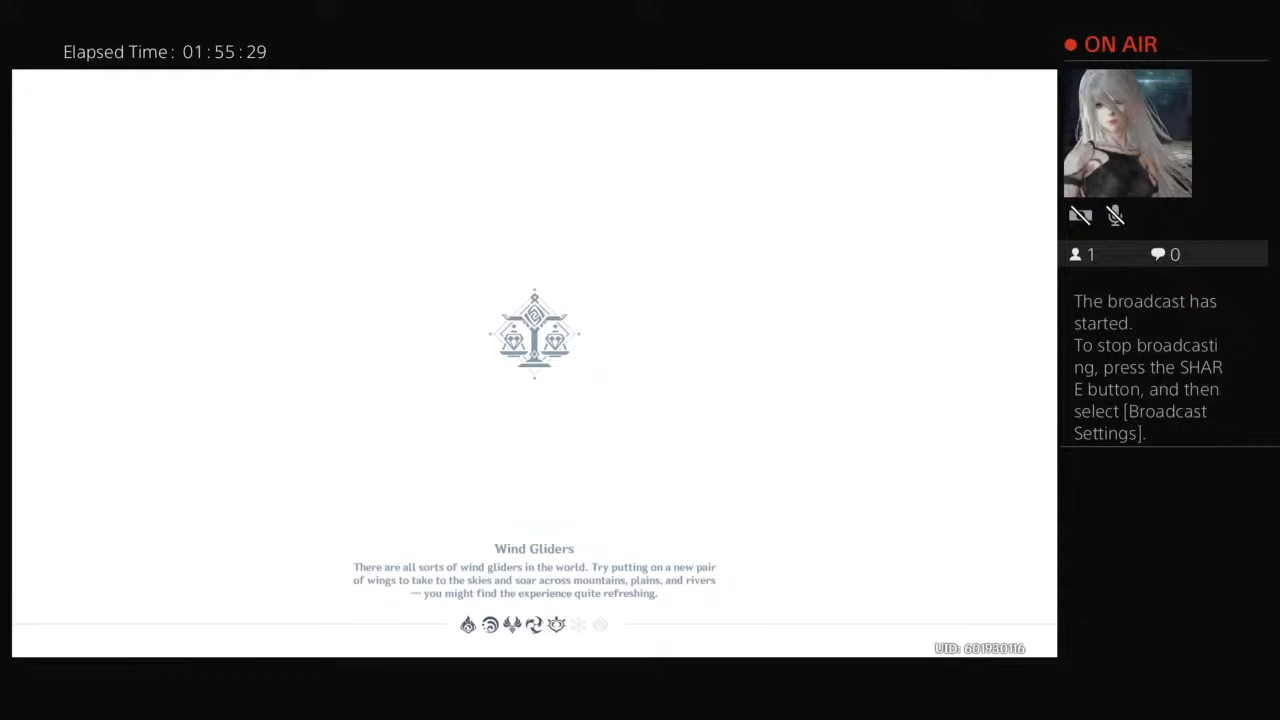 Elapsed Time: 01:55:29
ON AIR
1
0
The broadcast has
started.
To stop broadcasti
ng, press the SHAR
E button, and then
select [Broadcast
Settings].
Wind Gliders
There are all sorts of wind gliders in the world. Try putting on a new pair
of wings to take to the skies and soar across mountains, plains, and rivers
— you might find the experience quite refreshing.
UID: 601930116